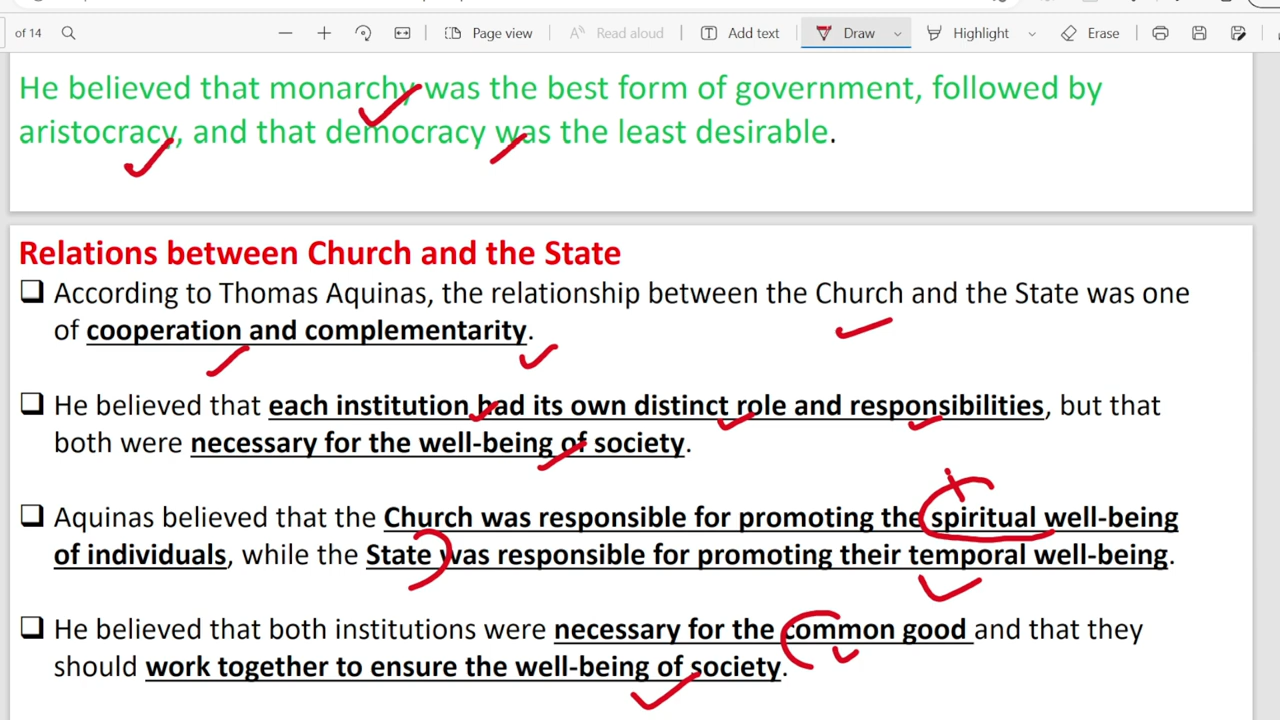 of 14 Page view Read aloud Add text Draw Highlight Erase
He believed that monarchy was the best form of government, followed by
aristocracy, and that democracy was the least desirable.
Relations between Church and the State
❑ According to Thomas Aquinas, the relationship between the Church and the State was one
of cooperation and complementarity.
❑ He believed that each institution had its own distinct role and responsibilities, but that
both were necessary for the well-being of society.
❑ Aquinas believed that the Church was responsible for promoting the spiritual well-being
of individuals, while the State was responsible for promoting their temporal well-being.
❑ He believed that both institutions were necessary for the common good and that they
should work together to ensure the well-being of society.